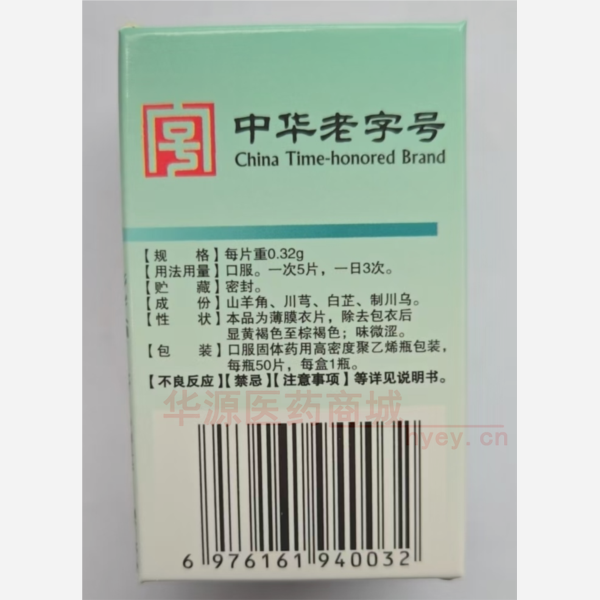 中华老字号
China Time-honored Brand
【规 格】每片重0.32g
【用法用量】口服。一次5片，一日3次。
【贮 藏】密封。
【成 份】山羊角、川芎、白芷、制川乌。
【性 状】本品为薄膜衣片，除去包衣后
显黄褐色至棕褐色；味微涩。
【包 装】口服固体药用高密度聚乙烯瓶包装，
每瓶50片，每盒1瓶。
【不良反应】【禁忌】【注意事项】等详见说明书。
华源医药商城
hyey.cn
6 976161 940032